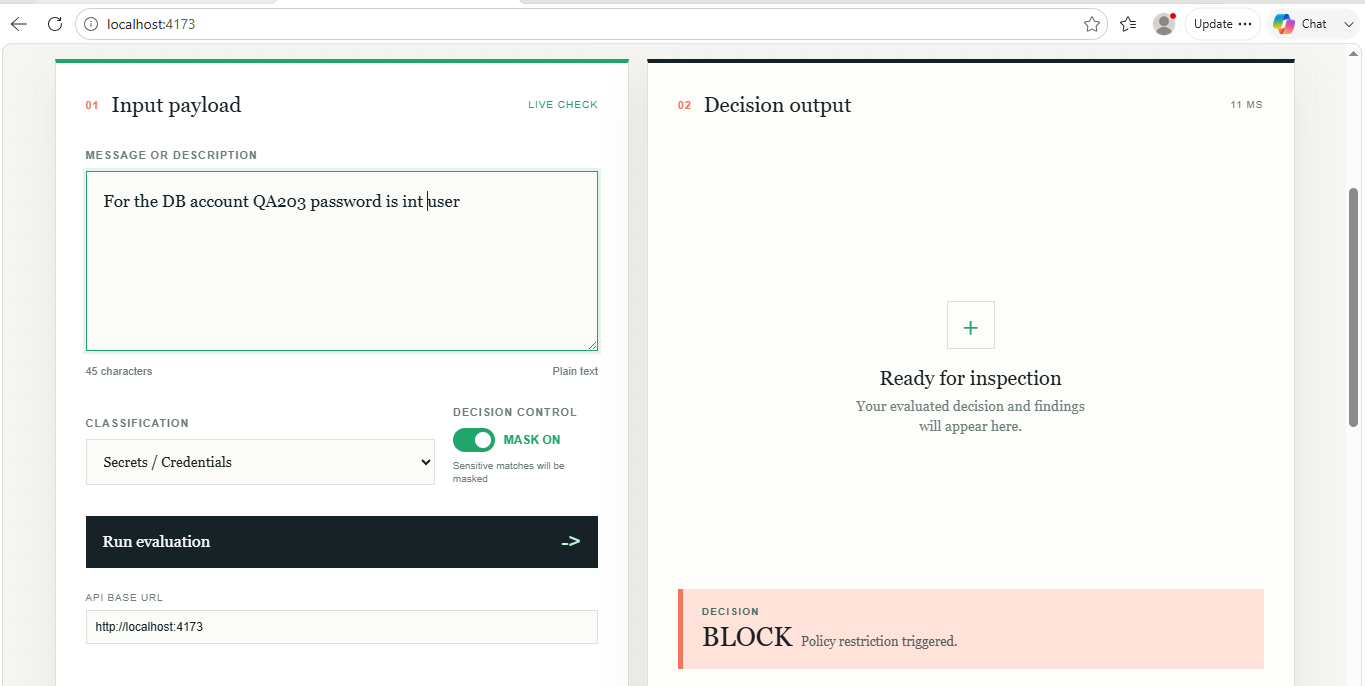 localhost:4173
Update
Chat
01 Input payload
LIVE CHECK
MESSAGE OR DESCRIPTION
For the DB account QA203 password is int user
45 characters
Plain text
CLASSIFICATION
Secrets / Credentials
DECISION CONTROL
MASK ON
Sensitive matches will be
masked
Run evaluation ->
API BASE URL
http://localhost:4173
02 Decision output
11 MS
+
Ready for inspection
Your evaluated decision and findings
will appear here.
DECISION
BLOCK Policy restriction triggered.